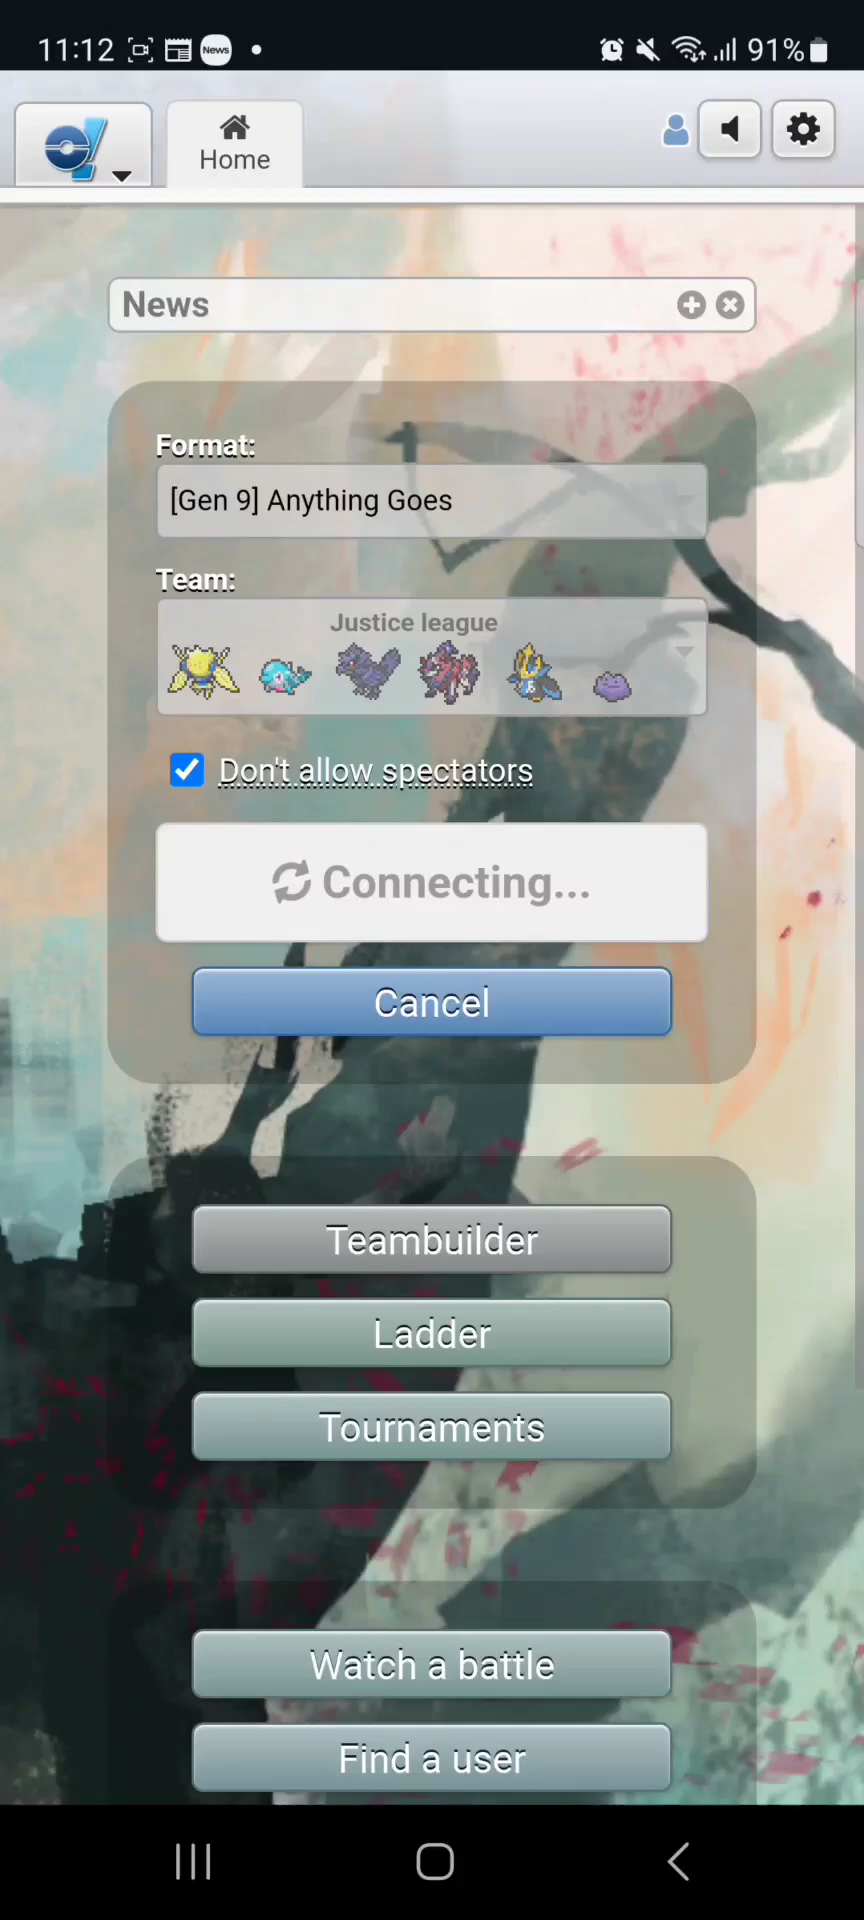 11:12 News 91%
Home
News
Format:
[Gen 9] Anything Goes
Team:
Justice league
Don't allow spectators
Connecting...
Cancel
Teambuilder
Ladder
Tournaments
Watch a battle
Find a user